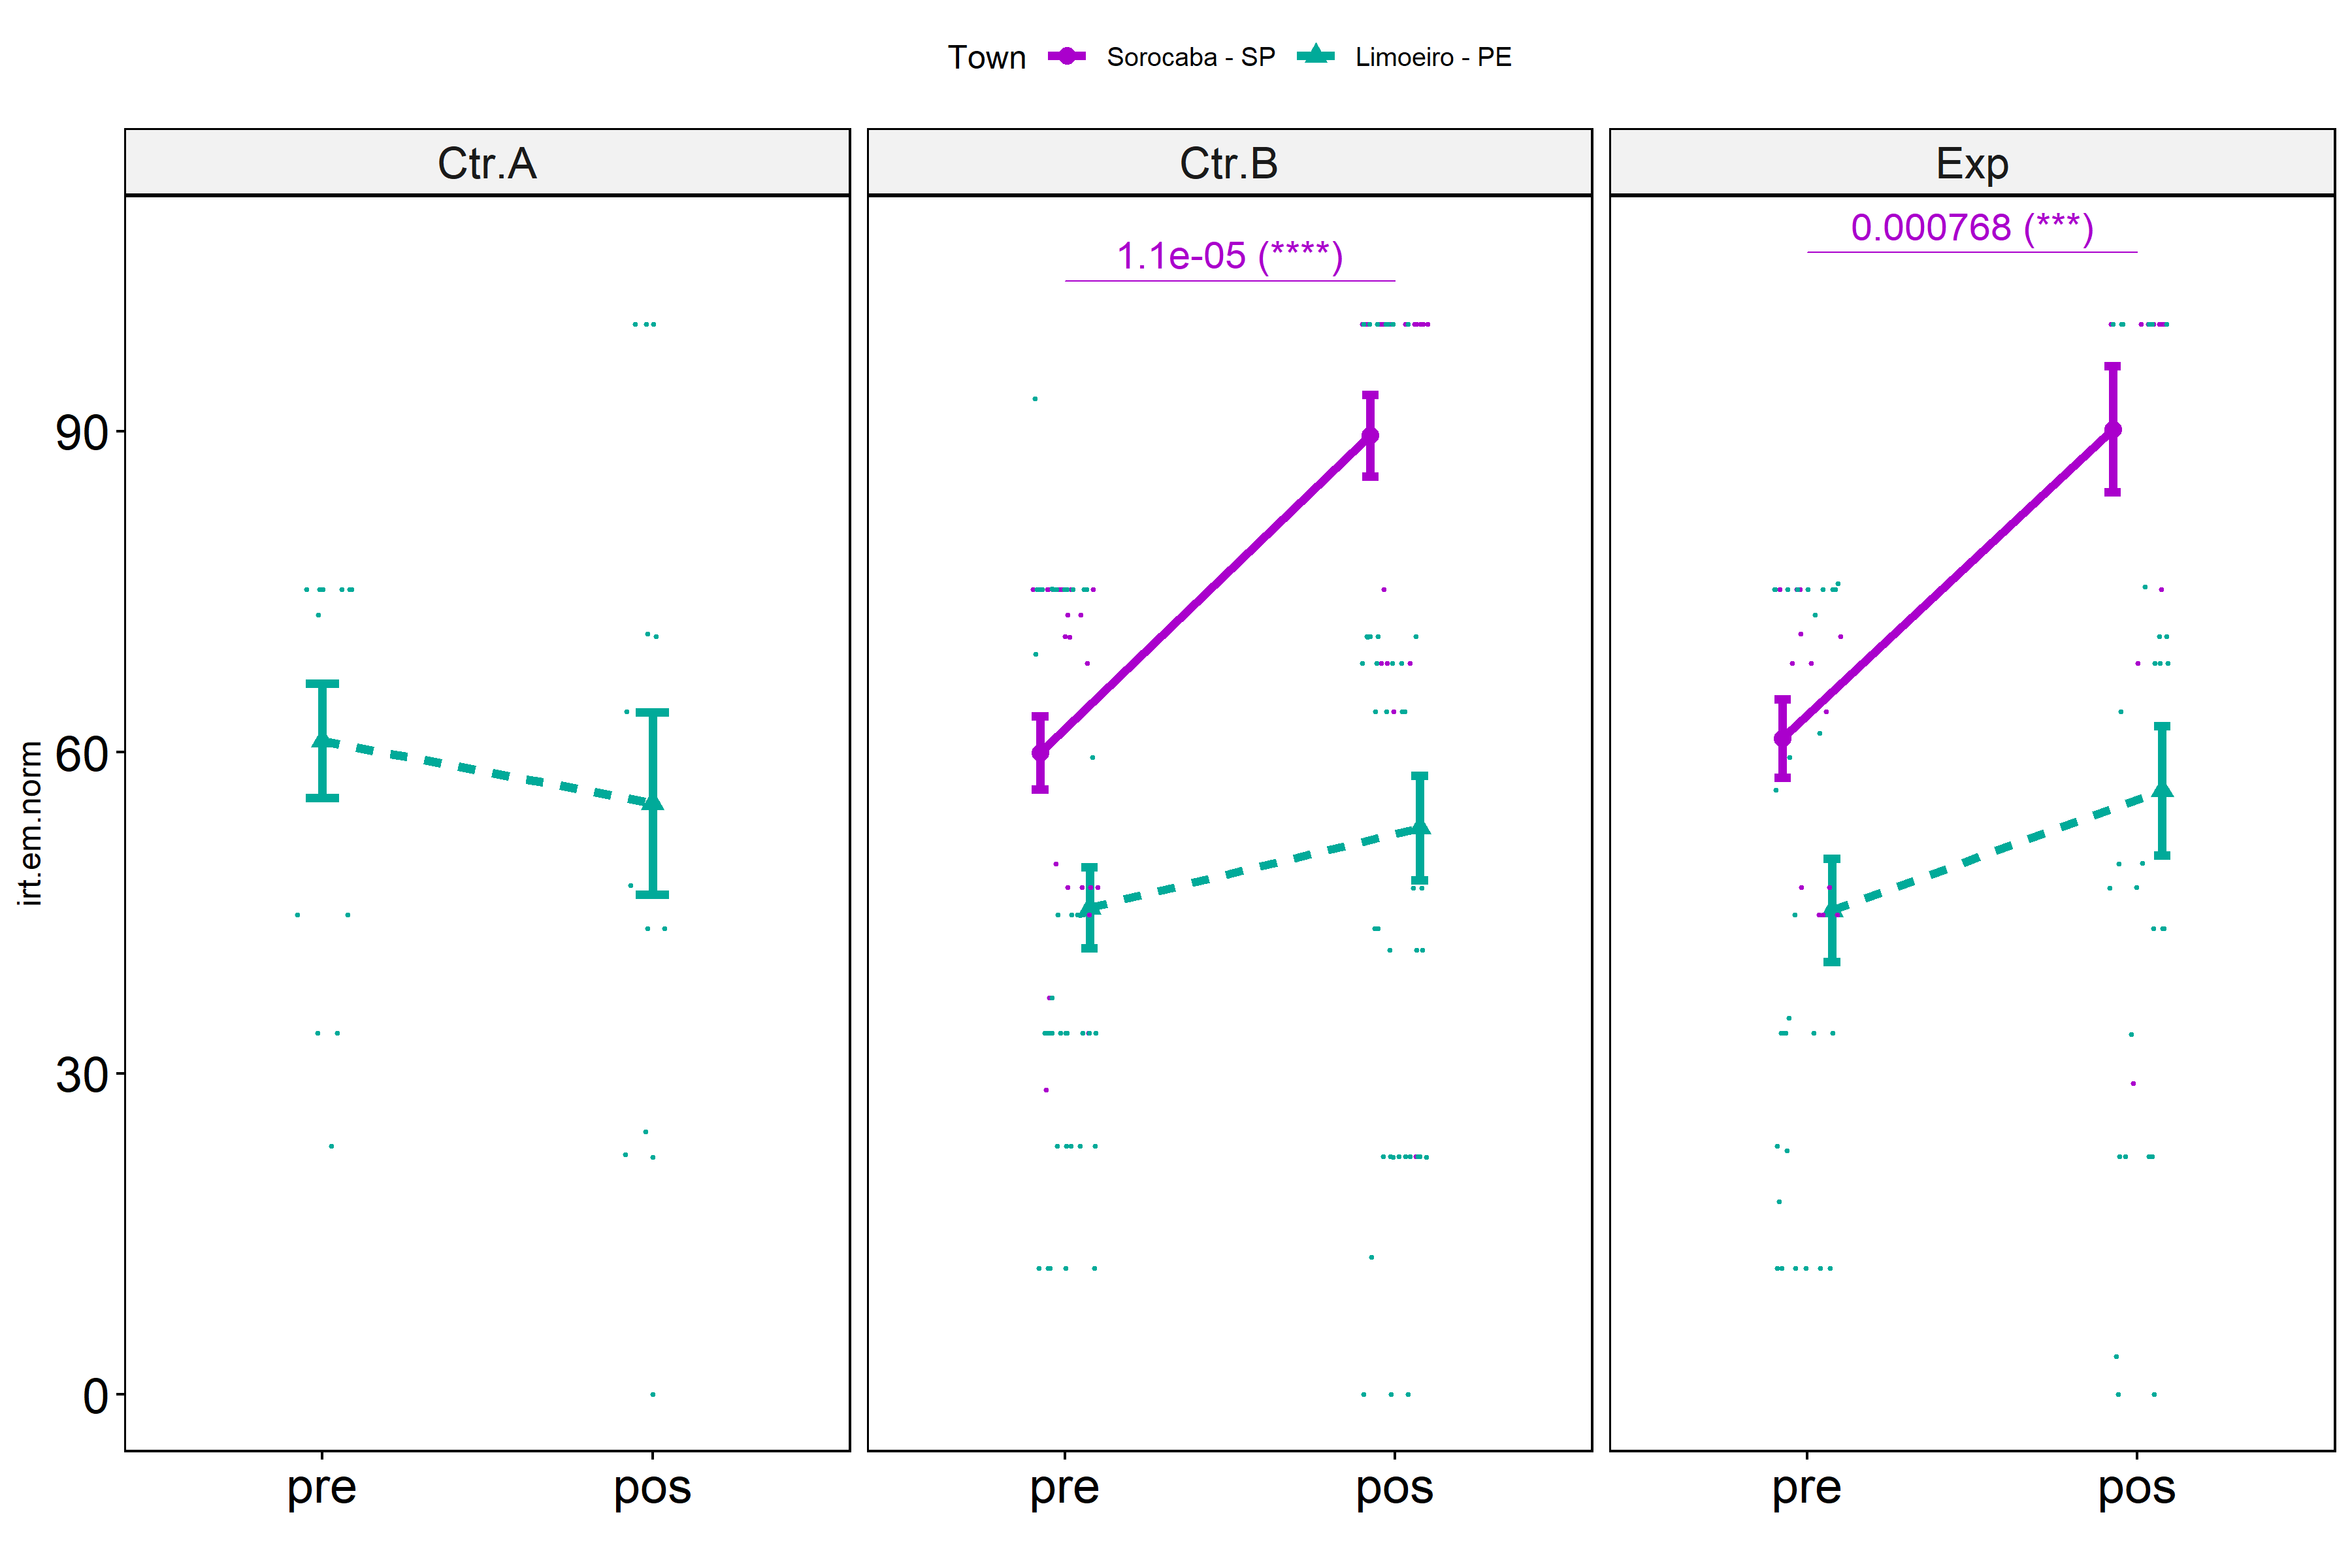 Town Sorocaba - SP Limoeiro - PE
Ctr.A Ctr.B Exp
0.000768 (***)
1.1e-05 (****)
90
60
30
0
irt.em.norm
pre pos pre pos pre pos